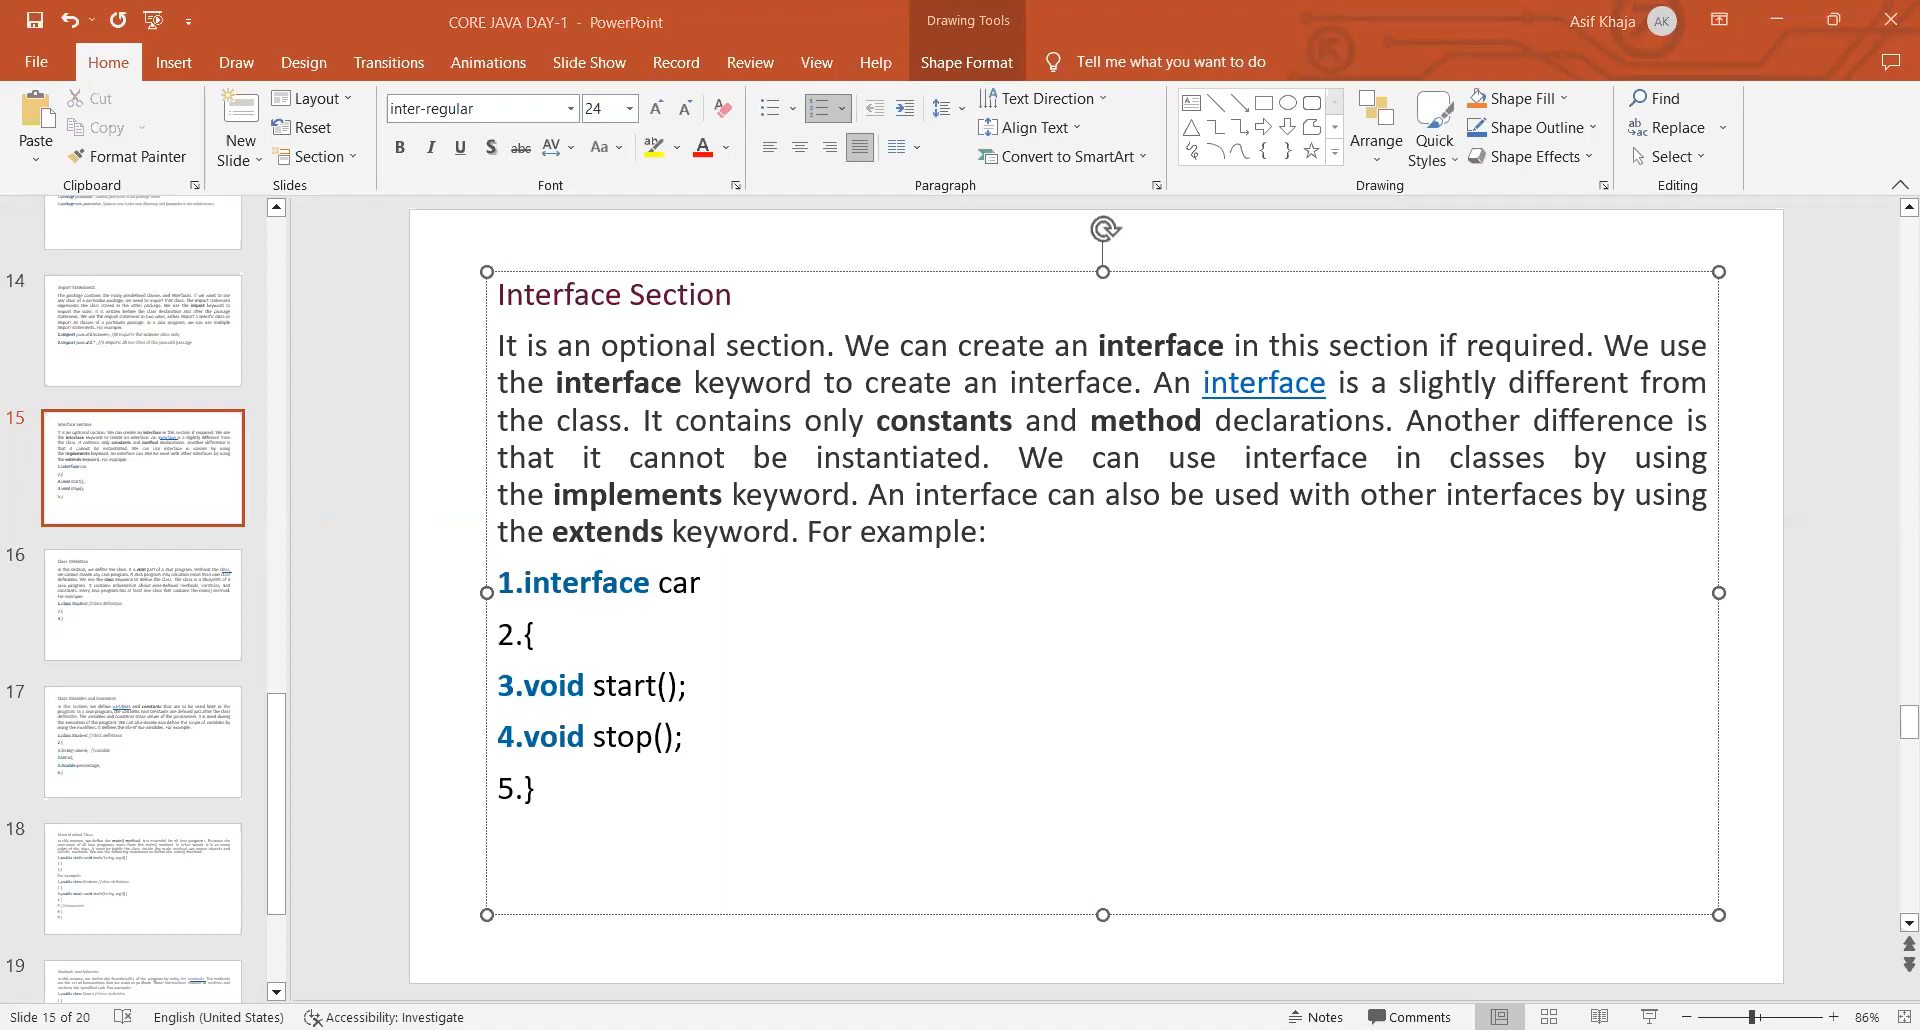 CORE JAVA DAY-1 - PowerPoint
Drawing Tools
Asif Khaja AK
File Home Insert Draw Design Transitions Animations Slide Show Record Review View Help Shape Format Tell me what you want to do
Paste
Cut
Copy
Format Painter
Clipboard
New Slide
Layout
Reset
Section
Slides
inter-regular 24
B I U S abc AV Aa A
Font
Text Direction
Align Text
Convert to SmartArt
Paragraph
Arrange
Quick Styles
Shape Fill
Shape Outline
Shape Effects
Drawing
Find
Replace
Select
Editing
14
15
16
17
18
19
Interface Section
It is an optional section. We can create an interface in this section if required. We use
the interface keyword to create an interface. An interface is a slightly different from
the class. It contains only constants and method declarations. Another difference is
that it cannot be instantiated. We can use interface in classes by using
the implements keyword. An interface can also be used with other interfaces by using
the extends keyword. For example:
1.interface car
2.{
3.void start();
4.void stop();
5.}
Slide 15 of 20 English (United States) Accessibility: Investigate Notes Comments 86%